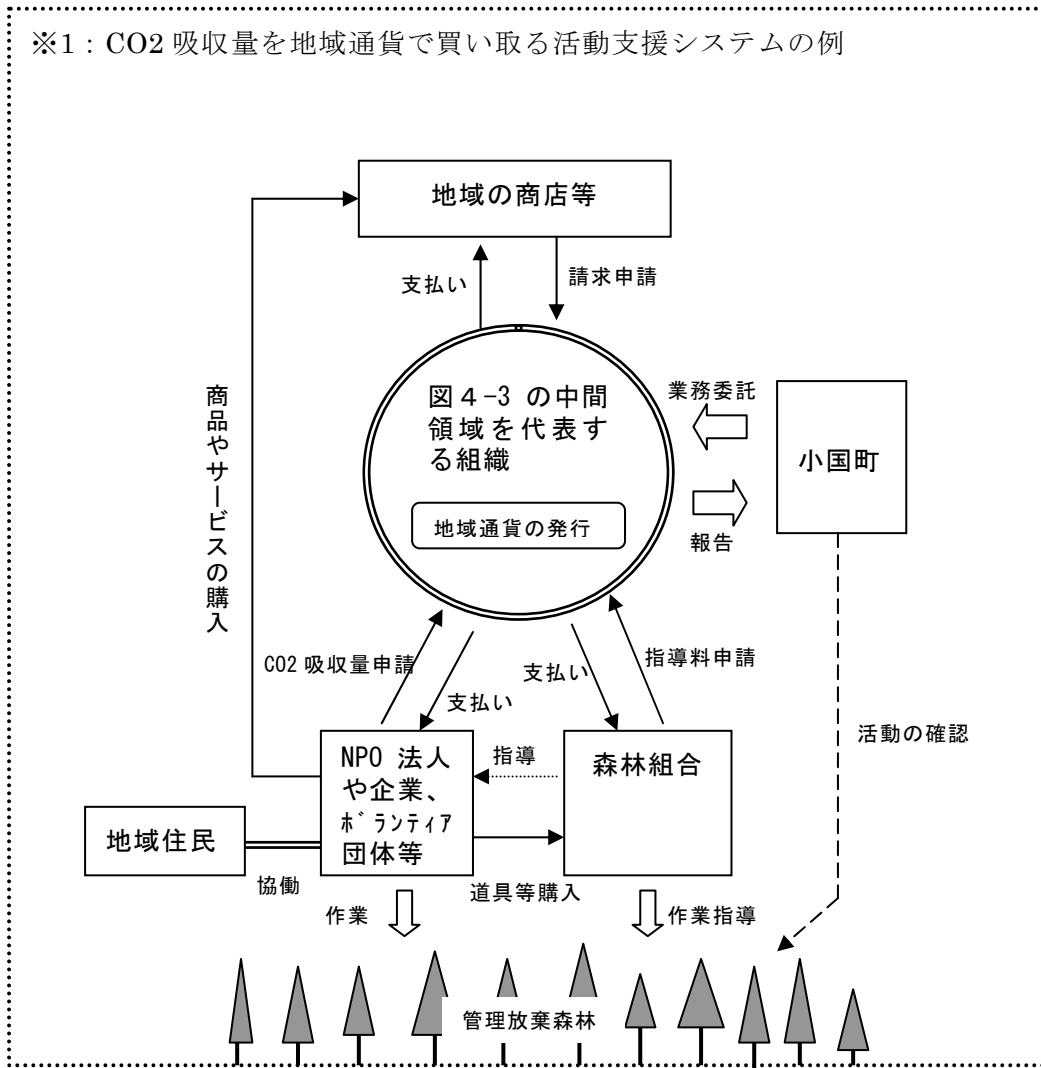 ※1：CO2 吸収量を地域通貨で買い取る活動支援システムの例
地域の商店等
支払い
請求申請
商品やサービスの購入
図４-3 の中間
領域を代表す
る組織
地域通貨の発行
業務委託
報告
小国町
CO2 吸収量申請
支払い
支払い
指導料申請
活動の確認
NPO 法人
や企業、
ﾎﾞﾗﾝﾃｨｱ
団体等
指導
森林組合
地域住民
協働
道具等購入
作業
作業指導
管理放棄森林